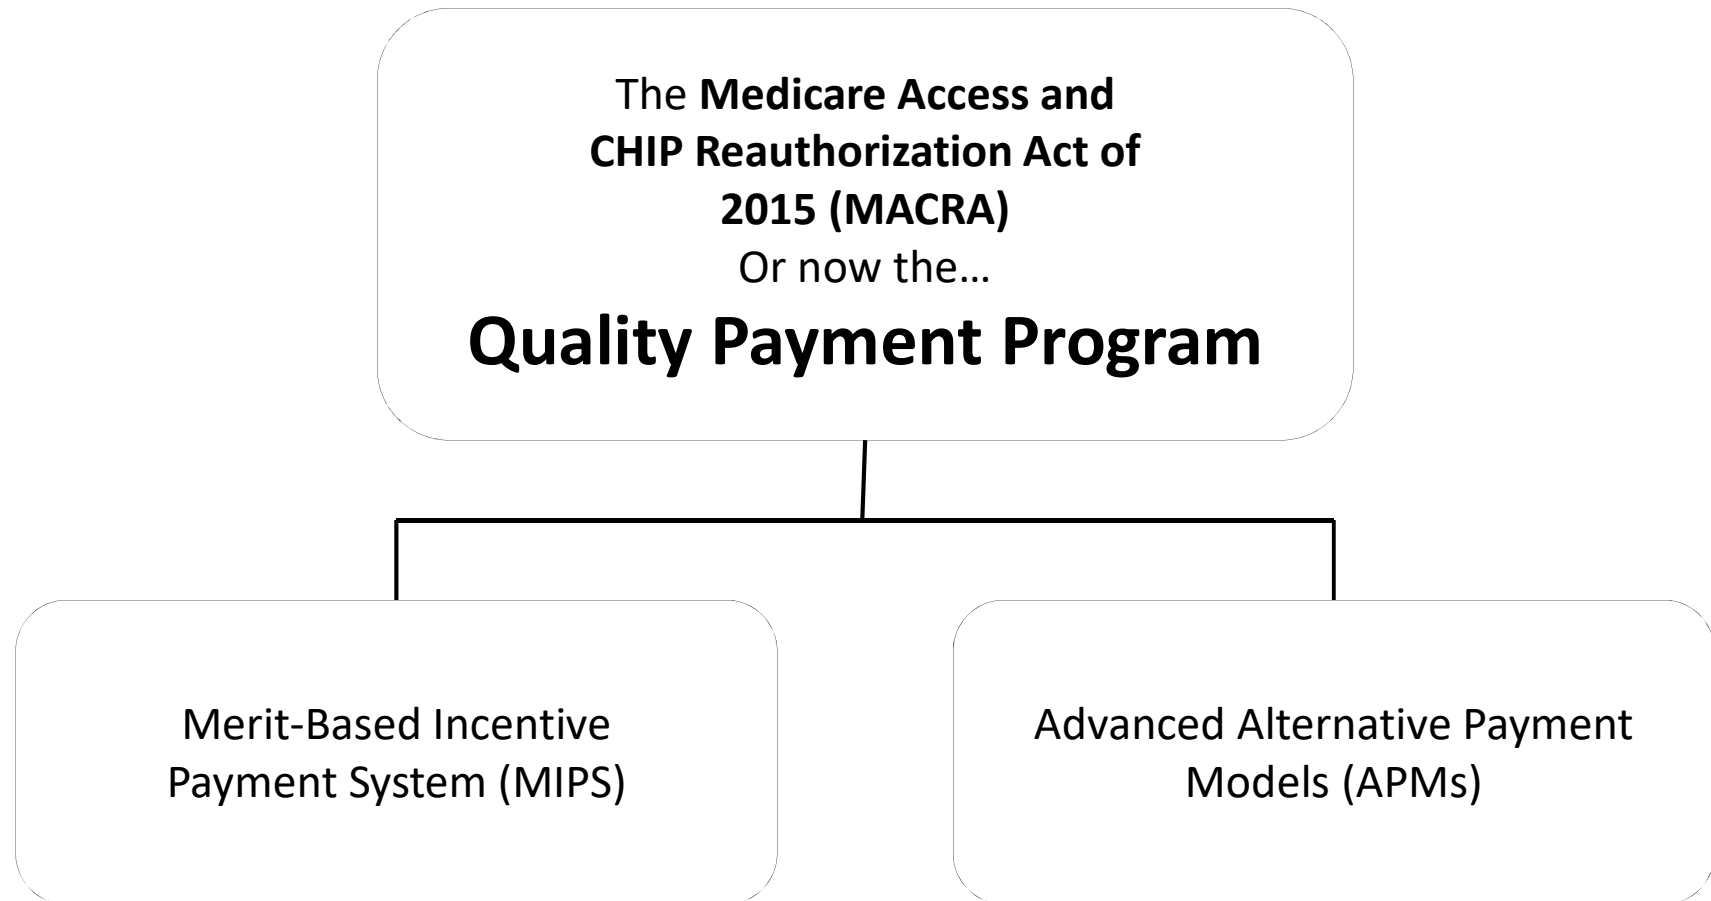 The Medicare Access and
CHIP Reauthorization Act of
2015 (MACRA)
Or now the…
Quality Payment Program
Merit-Based Incentive
Payment System (MIPS)
Advanced Alternative Payment
Models (APMs)